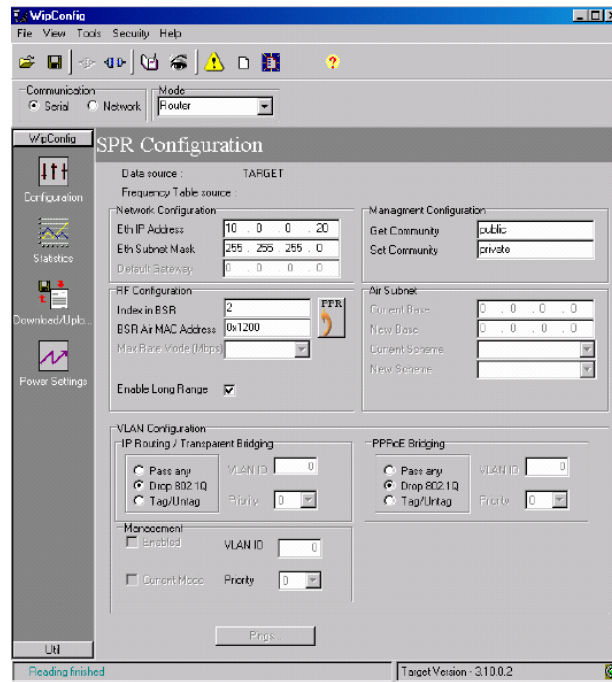 WipConfig
File View Tools Security Help
Communication
Serial Network
Mode
Router
WipConfig
SPR Configuration
Configuration
Statistics
Download/Uplo...
Power Settings
Util
Data source : TARGET
Frequency Table source :
Network Configuration
Eth IP Address 10 . 0 . 0 . 20
Eth Subnet Mask 255 . 255 . 255 . 0
Default Gateway 0 . 0 . 0 . 0
Managment Configuration
Get Community public
Set Community private
RF Configuration
Index in BSR 2
BSR Air MAC Address 0x1200
Max Rate Mode (Mbps)
PPR
Enable Long Range
Air Subnet
Current Base 0 . 0 . 0 . 0
New Base 0 . 0 . 0 . 0
Current Scheme
New Scheme
VLAN Configuration
IP Routing / Transparent Bridging
Pass any VLAN ID 0
Drop 802.1Q
Tag/Untag Priority 0
PPPoE Bridging
Pass any VLAN ID 0
Drop 802.1Q
Tag/Untag Priority 0
Management
Enabled VLAN ID 0
Current Mode Priority 0
Reading finished
Target Version - 3.10.0.2